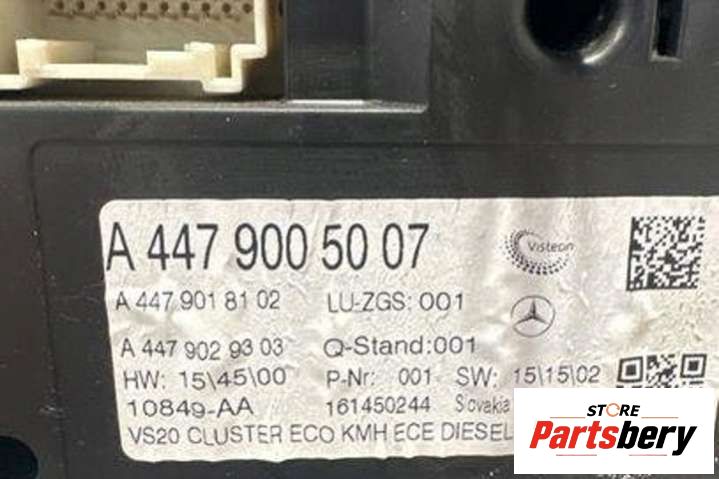 A 447 900 50 07
Visteon
A 447 901 81 02 LU-ZGS: 001
A 447 902 93 03 Q-Stand:001
HW: 15\45\00 P-Nr: 001 SW: 15\15\02
10849-AA 161450244 Slovakia
VS20 CLUSTER ECO KMH ECE DIESEL
STORE
Partsbery